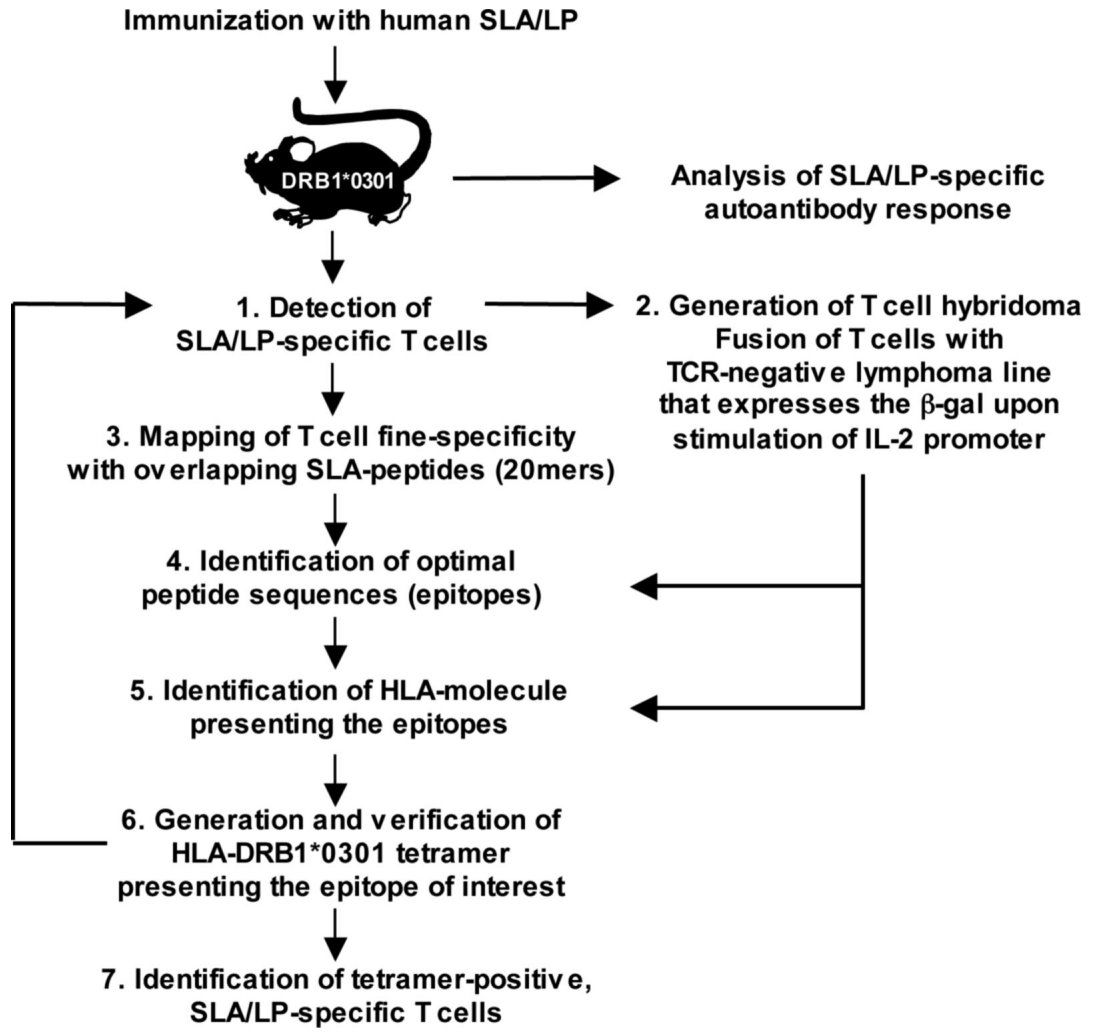 Immunization with human SLA/LP
DRB1*0301
Analysis of SLA/LP-specific
autoantibody response
1. Detection of
SLA/LP-specific T cells
2. Generation of T cell hybridoma
Fusion of T cells with
TCR-negative lymphoma line
that expresses the β-gal upon
stimulation of IL-2 promoter
3. Mapping of T cell fine-specificity
with overlapping SLA-peptides (20mers)
4. Identification of optimal
peptide sequences (epitopes)
5. Identification of HLA-molecule
presenting the epitopes
6. Generation and verification of
HLA-DRB1*0301 tetramer
presenting the epitope of interest
7. Identification of tetramer-positive,
SLA/LP-specific T cells